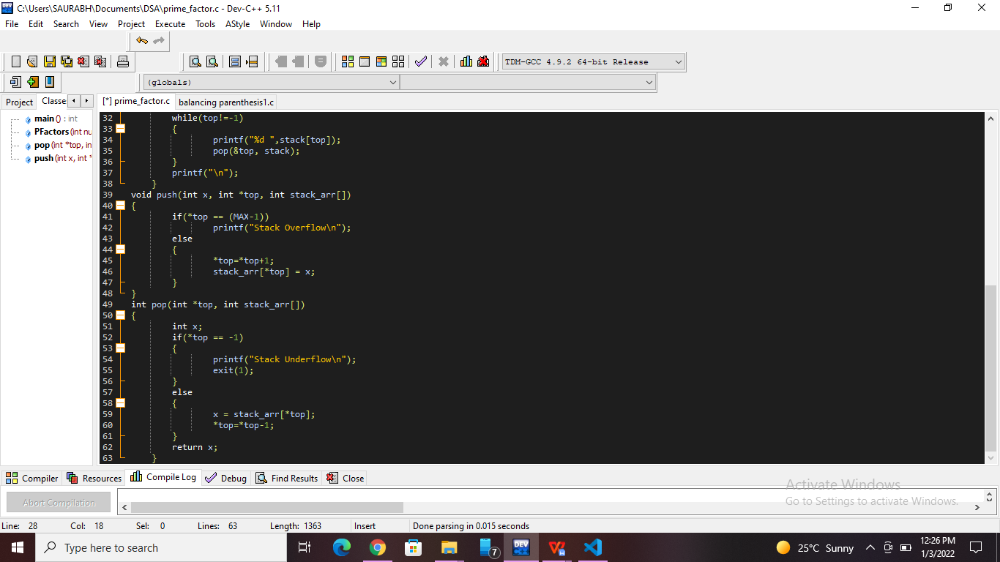 C:\Users\SAURABH\Documents\DSA\prime_factor.c - Dev-C++ 5.11
File Edit Search View Project Execute Tools AStyle Window Help
TDM-GCC 4.9.2 64-bit Release
(globals)
Project Classe [*] prime_factor.c balancing parenthesis1.c
main () : int
PFactors (int nu
pop (int *top, in
push (int x, int *
32 while(top!=-1)
33 {
34 printf("%d ",stack[top]);
35 pop(&top, stack);
36 }
37 printf("\n");
38 }
39 void push(int x, int *top, int stack_arr[])
40 {
41 if(*top == (MAX-1))
42 printf("Stack Overflow\n");
43 else
44 {
45 *top=*top+1;
46 stack_arr[*top] = x;
47 }
48 }
49 int pop(int *top, int stack_arr[])
50 {
51 int x;
52 if(*top == -1)
53 {
54 printf("Stack Underflow\n");
55 exit(1);
56 }
57 else
58 {
59 x = stack_arr[*top];
60 *top=*top-1;
61 }
62 return x;
63 }
Compiler Resources Compile Log Debug Find Results Close
Abort Compilation
Activate Windows
Go to Settings to activate Windows.
Line: 28 Col: 18 Sel: 0 Lines: 63 Length: 1363 Insert Done parsing in 0.015 seconds
Type here to search
7
DEV
25°C Sunny
12:26 PM
1/3/2022